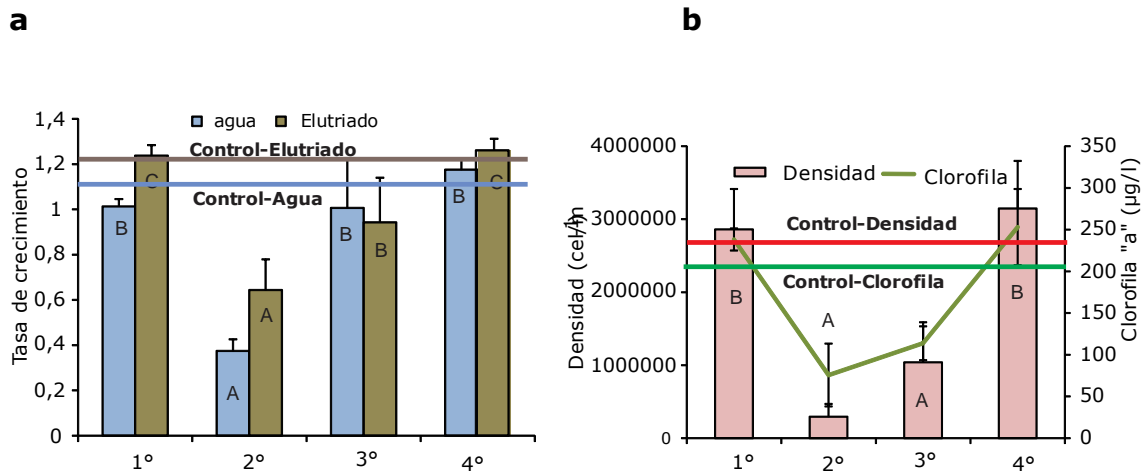 a
b
agua Elutriado
Control-Elutriado
Control-Agua
Tasa de crecimiento
1,4
1,2
1
0,8
0,6
0,4
0,2
0
B C
A A
B B
B C
1° 2° 3° 4°
Densidad Clorofila
Control-Densidad
Control-Clorofila
Densidad (cel/m
4000000
3000000
2000000
1000000
0
B A A B
1° 2° 3° 4°
350
300
250
200
150
100
50
0
Clorofila "a" (µg/l)